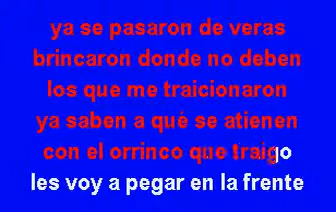 ya se pasaron de veras
brincaron donde no deben
los que me traicionaron
ya saben a que se atienen
con el orrinco que traigo
les voy a pegar en la frente